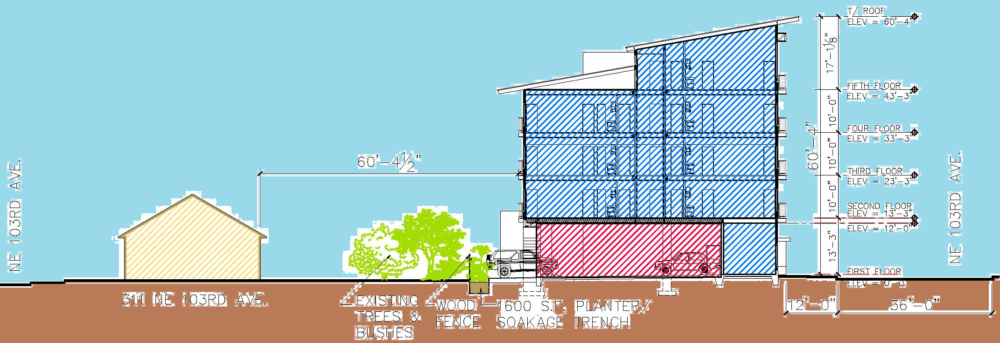 T/ ROOF
ELEV = 60'-4"
17'-1⅛"
FIFTH FLOOR
ELEV = 43'-3"
10'-0"
FOUR FLOOR
ELEV = 33'-3"
60'-4"
10'-0"
THIRD FLOOR
ELEV = 23'-3"
10'-0"
SECOND FLOOR
ELEV = 13'-3"
ELEV = 12'-0"
13'-3"
FIRST FLOOR
ELEV = 0'-0"
NE 103RD AVE.
60'-4½"
NE 103RD AVE.
311 NE 103RD AVE.
EXISTING
TREES &
BUSHES
WOOD
FENCE
1600 S.F. PLANTER/
SOAKAGE TRENCH
12'-0"
36'-0"